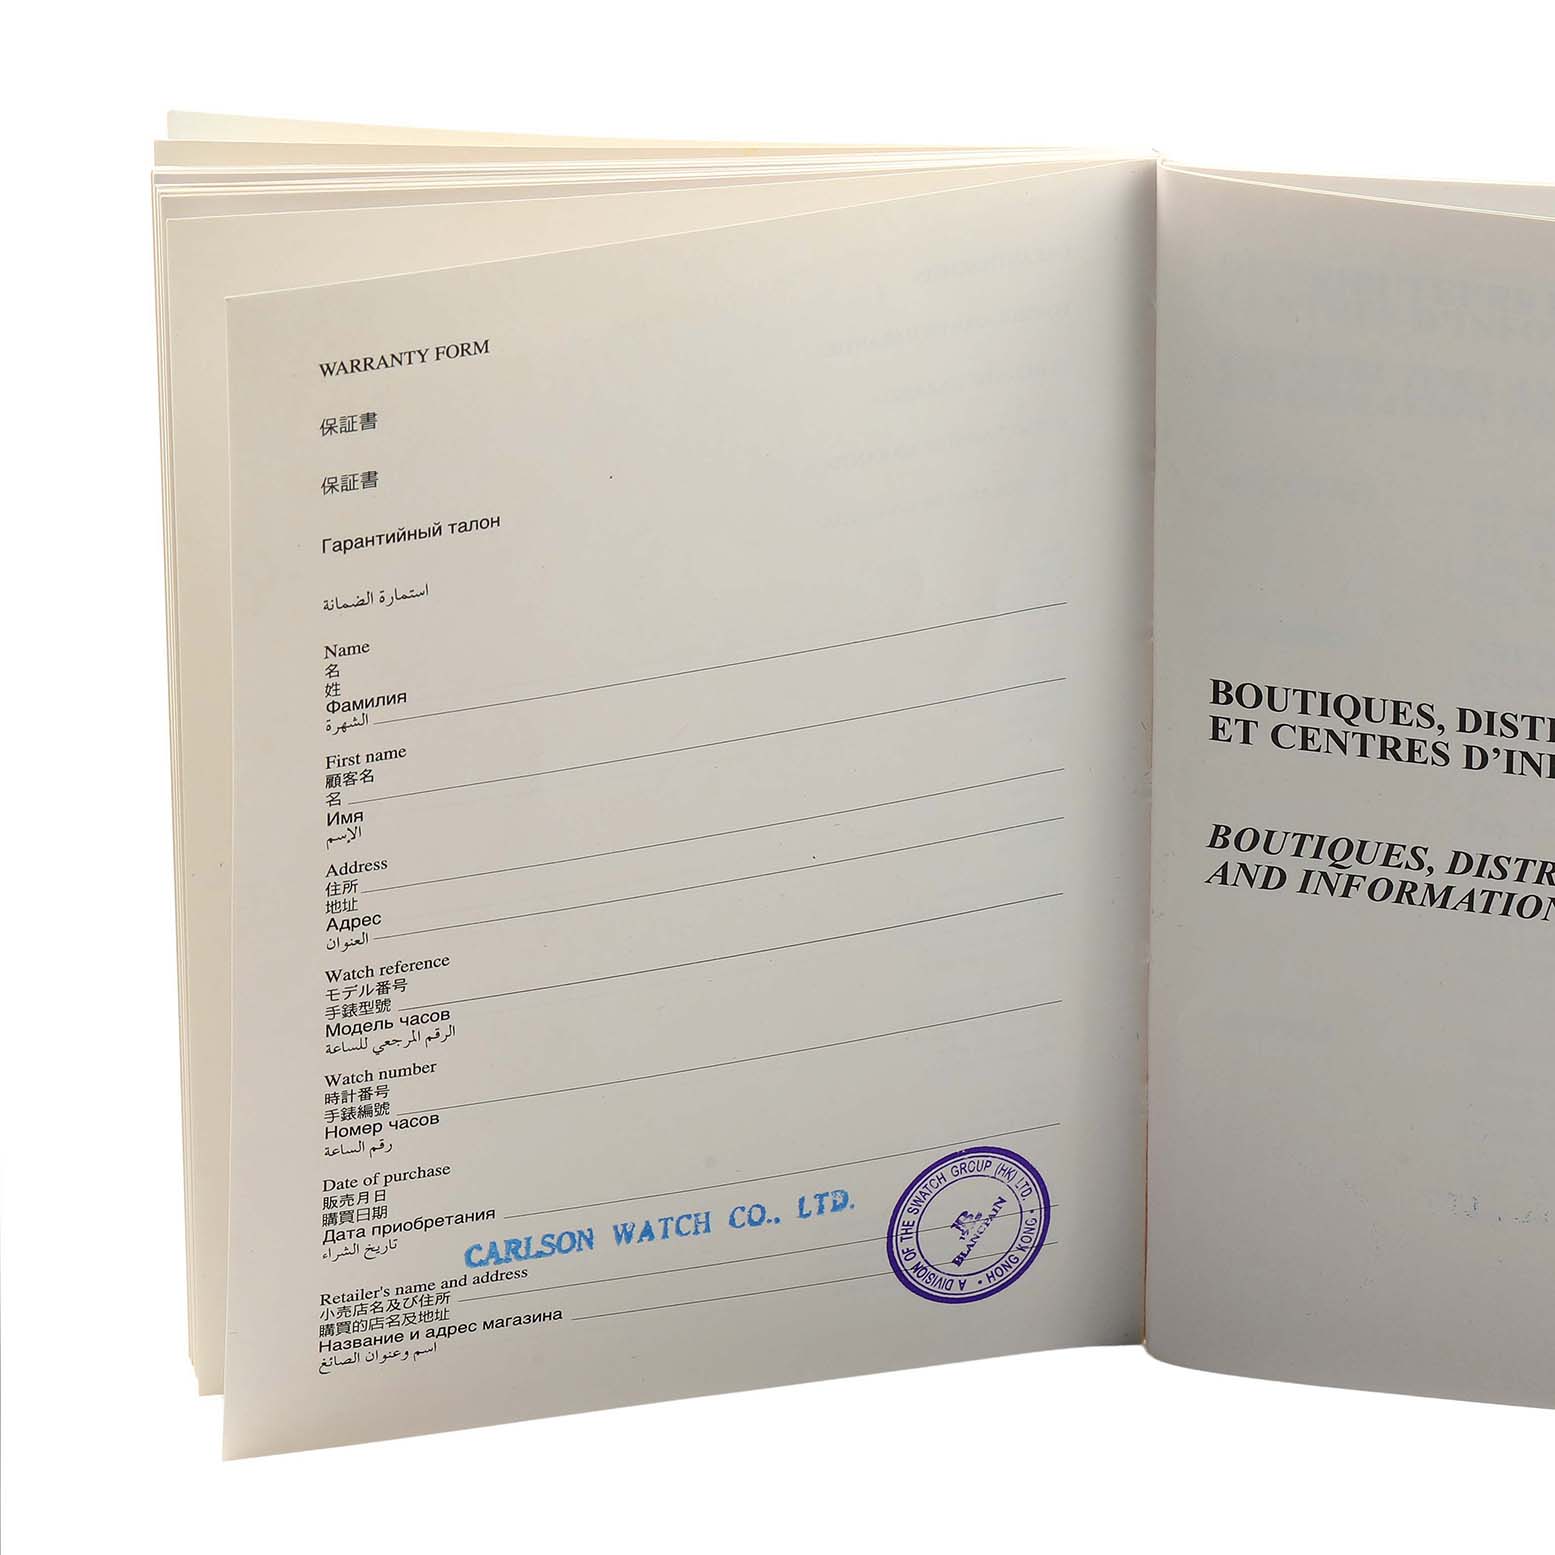 WARRANTY FORM
保証書
保証書
Гарантийный талон
استمارة الضمانة
Name
名
姓
Фамилия
الشهرة
First name
顧客名
名
Имя
الإسم
Address
住所
地址
Адрес
العنوان
Watch reference
モデル番号
手錶型號
Модель часов
الرقم المرجعي للساعة
Watch number
時計番号
手錶編號
Номер часов
رقم الساعة
Date of purchase
販売月日
購買日期
Дата приобретания
تاريخ الشراء
CARLSON WATCH CO., LTD.
Retailer's name and address
小売店名及び住所
購買的店名及地址
Название и адрес магазина
اسم وعنوان الصائغ
A DIVISION OF THE SWATCH GROUP (HK) LTD.
• HONG KONG •
BLANCPAIN
BOUTIQUES,
ET CENTRES
BOUTIQUES,
AND INFORMATION